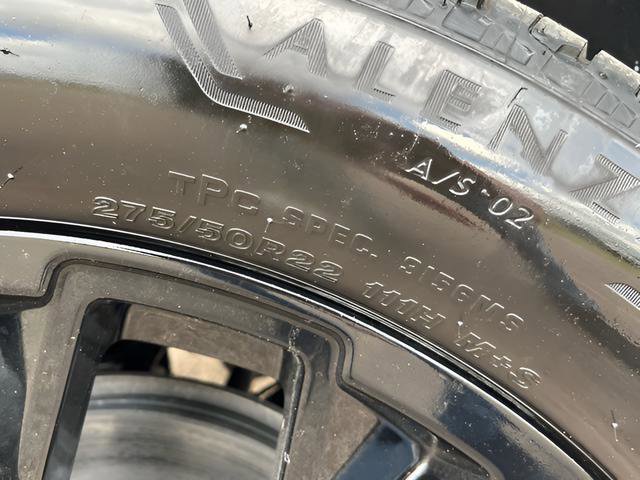 ALENZ
A/S 02
TPC SPEC. 3156MS
275/50R22 111H M+S